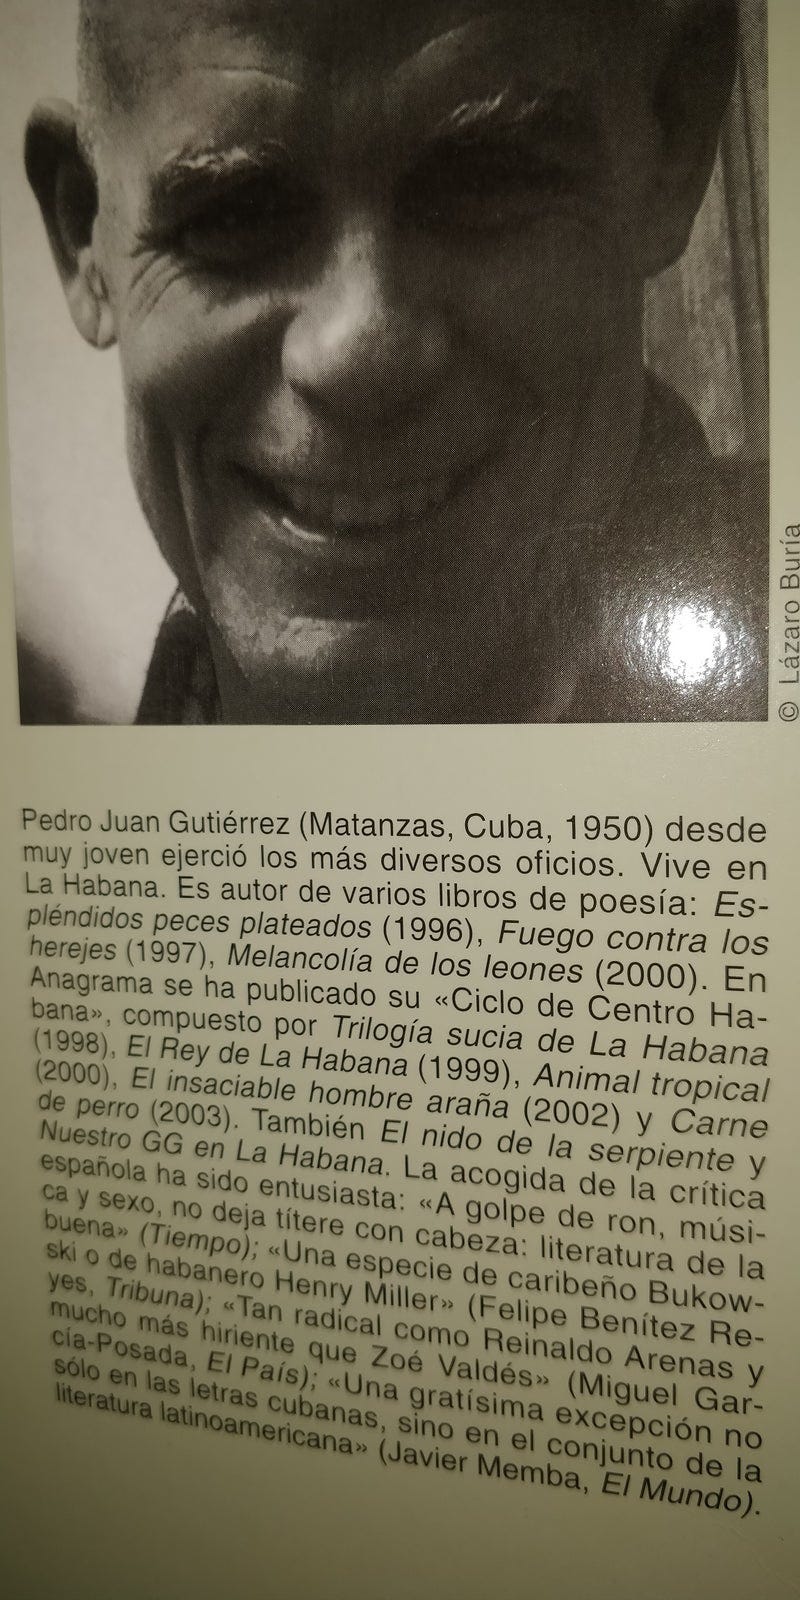 © Lázaro Buría
Pedro Juan Gutiérrez (Matanzas, Cuba, 1950) desde
muy joven ejerció los más diversos oficios. Vive en
La Habana. Es autor de varios libros de poesía: Es-
pléndidos peces plateados (1996), Fuego contra los
herejes (1997), Melancolía de los leones (2000). En
Anagrama se ha publicado su «Ciclo de Centro Ha-
bana», compuesto por Trilogía sucia de La Habana
(1998), El Rey de La Habana (1999), Animal tropical
(2000), El insaciable hombre araña (2002) y Carne
de perro (2003). También El nido de la serpiente y
Nuestro GG en La Habana. La acogida de la crítica
española ha sido entusiasta: «A golpe de ron, músi-
ca y sexo, no deja títere con cabeza: literatura de la
buena» (Tiempo); «Una especie de caribeño Bukow-
ski o de habanero Henry Miller» (Felipe Benítez Re-
yes, Tribuna); «Tan radical como Reinaldo Arenas y
mucho más hiriente que Zoé Valdés» (Miguel Gar-
cía-Posada, El País); «Una gratísima excepción no
sólo en las letras cubanas, sino en el conjunto de la
literatura latinoamericana» (Javier Memba, El Mundo).